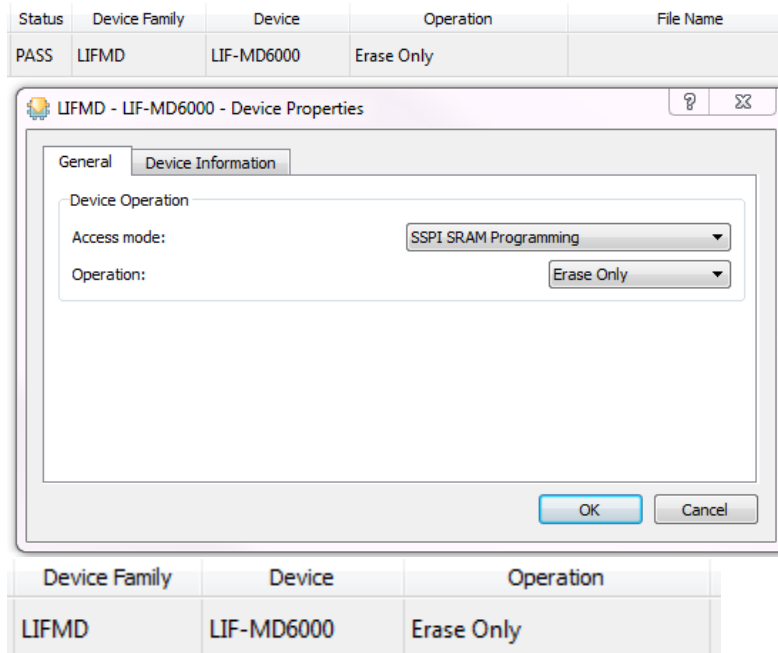 Status Device Family Device Operation File Name
PASS LIFMD LIF-MD6000 Erase Only
LIFMD - LIF-MD6000 - Device Properties
General Device Information
Device Operation
Access mode: SSPI SRAM Programming
Operation: Erase Only
OK Cancel
Device Family Device Operation
LIFMD LIF-MD6000 Erase Only